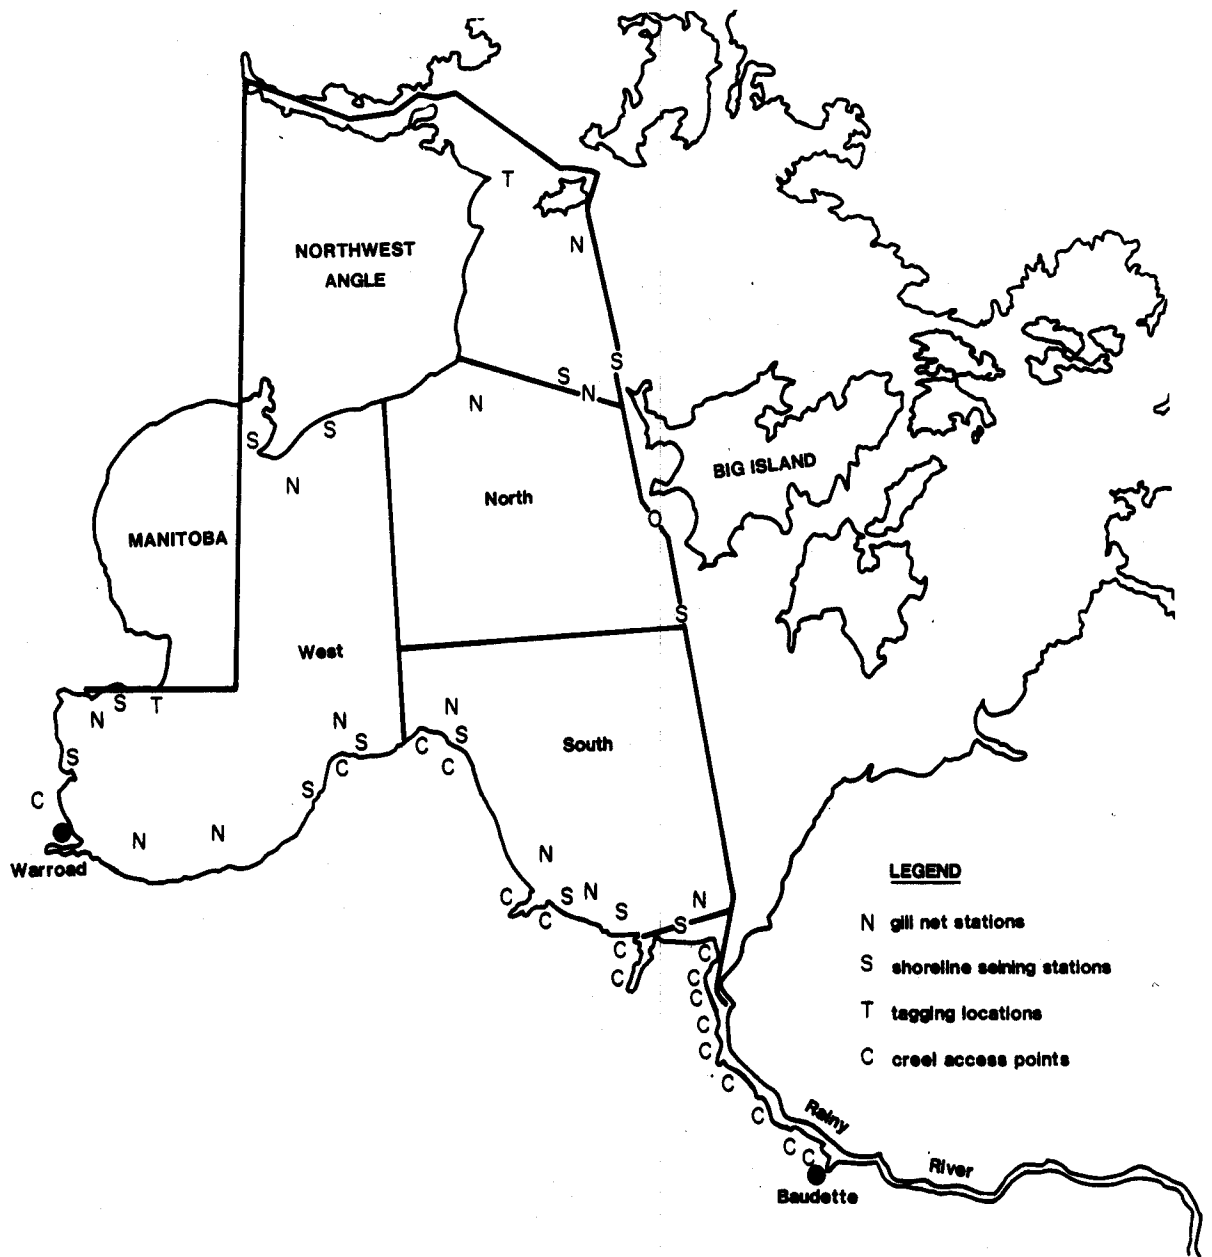 T
N
NORTHWEST
ANGLE
S
S
N
N
S
S
N
BIG ISLAND
North
O
MANITOBA
S
West
S
T
N
N
N
S
S
C
C
South
S
C
C
S
N
N
C
Warroad
N
C
S
N
S
N
S
C
C
C
C
C
C
C
C
C
C
C
C
C
Rainy
River
Baudette
LEGEND
N gill net stations
S shoreline seining stations
T tagging locations
C creel access points